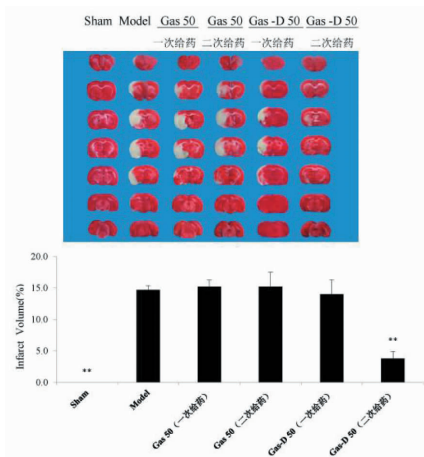 Sham Model Gas 50 Gas 50 Gas -D 50 Gas -D 50
一次给药 二次给药 一次给药 二次给药
20.0
15.0
10.0
5.0
0.0
Infarct Volume(%)
**
**
Sham
Model
Gas 50（一次给药）
Gas 50（二次给药）
Gas-D 50（一次给药）
Gas-D 50（二次给药）